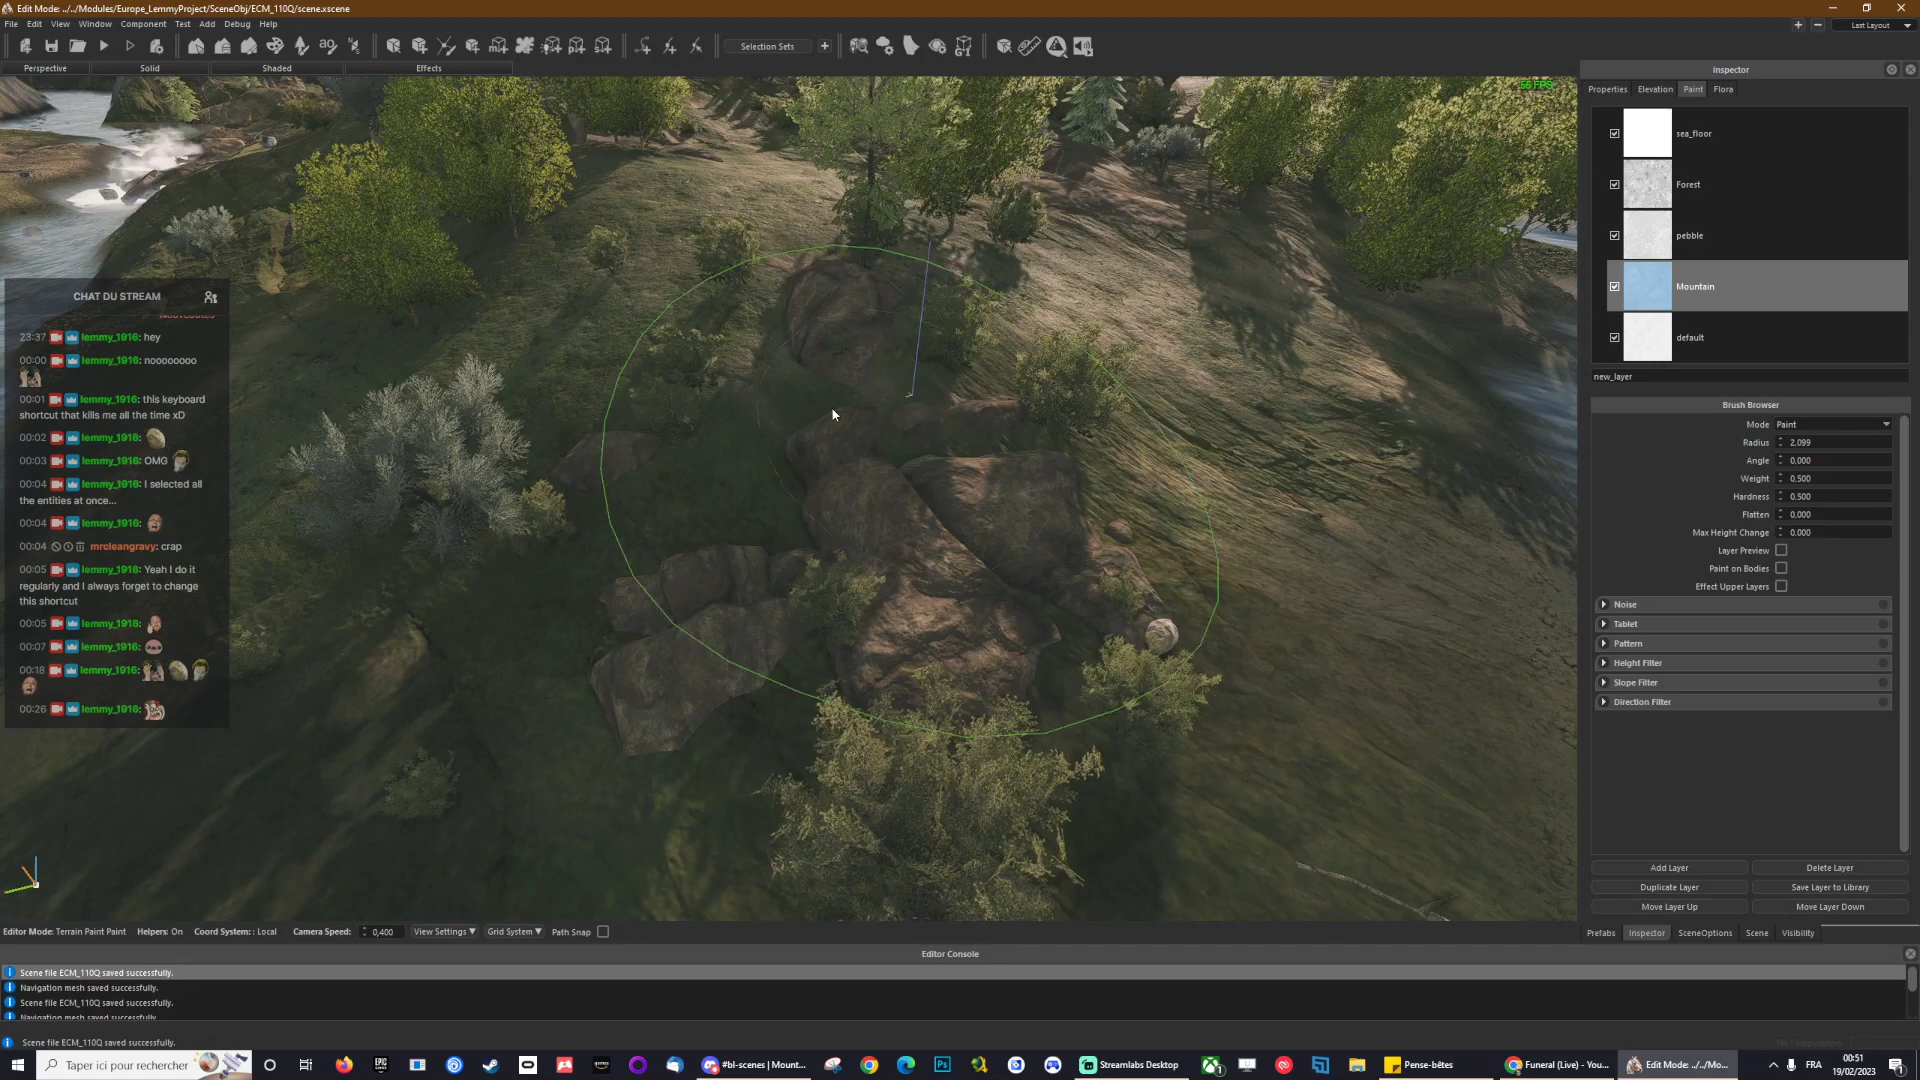 Edit Mode: ../../Modules/Europe_LemmyProject/SceneObj/ECM_110Q/scene.xscene
File Edit View Window Component Test Add Debug Help
Last Layout
Selection Sets
Perspective Solid Shaded Effects
56 FPS
CHAT DU STREAM
23:37 lemmy_1916: hey
00:00 lemmy_1916: noooooooo
00:01 lemmy_1916: this keyboard
shortcut that kills me all the time xD
00:02 lemmy_1916:
00:03 lemmy_1916: OMG
00:04 lemmy_1916: I selected all
the entities at once...
00:04 lemmy_1916:
00:04 mrcleangravy: crap
00:05 lemmy_1916: Yeah I do it
regularly and I always forget to change
this shortcut
00:05 lemmy_1916:
00:07 lemmy_1916:
00:18 lemmy_1916:
00:26 lemmy_1916:
Inspector
Properties Elevation Paint Flora
sea_floor
Forest
pebble
Mountain
default
new_layer
Brush Browser
Mode Paint
Radius 2,099
Angle 0,000
Weight 0,500
Hardness 0,500
Flatten 0,000
Max Height Change 0,000
Layer Preview
Paint on Bodies
Effect Upper Layers
Noise
Tablet
Pattern
Height Filter
Slope Filter
Direction Filter
Add Layer Delete Layer
Duplicate Layer Save Layer to Library
Move Layer Up Move Layer Down
Prefabs Inspector SceneOptions Scene Visibility
Editor Mode: Terrain Paint Paint Helpers: On Coord System: : Local Camera Speed: 0,400 View Settings Grid System Path Snap
Editor Console
Scene file ECM_110Q saved successfully.
Navigation mesh saved successfully.
Scene file ECM_110Q saved successfully.
Navigation mesh saved successfully.
Scene file ECM_110Q saved successfully.
No Computation
Taper ici pour rechercher
#bl-scenes | Mount...
Streamlabs Desktop
Pense-bêtes
Funeral (Live) - You...
Edit Mode: ../../Mo...
FRA
00:51
19/02/2023